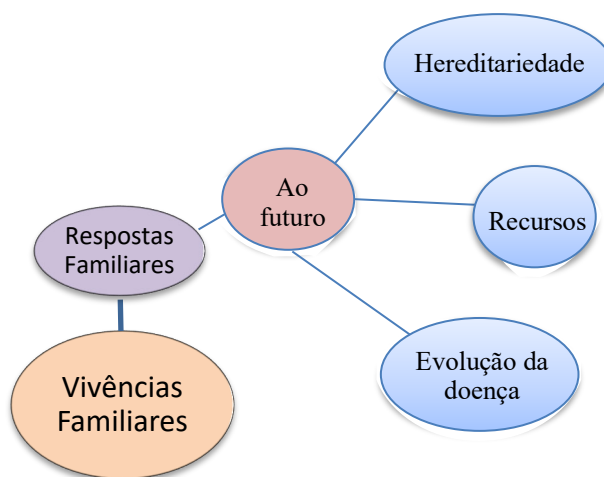 Hereditariedade
Ao
futuro
Recursos
Respostas
Familiares
Evolução da
doença
Vivências
Familiares